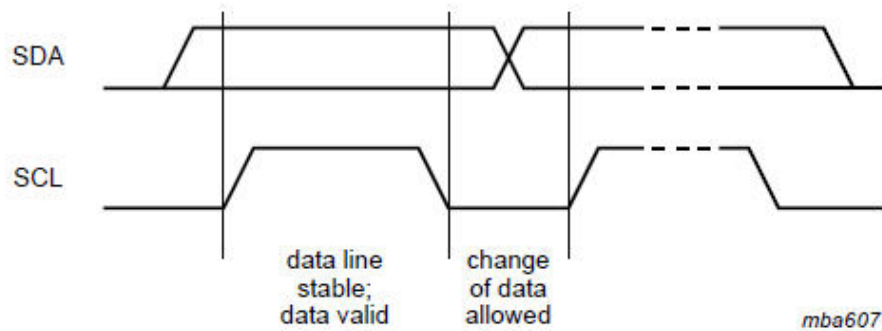 SDA
SCL
data line
stable;
data valid
change
of data
allowed
mba607